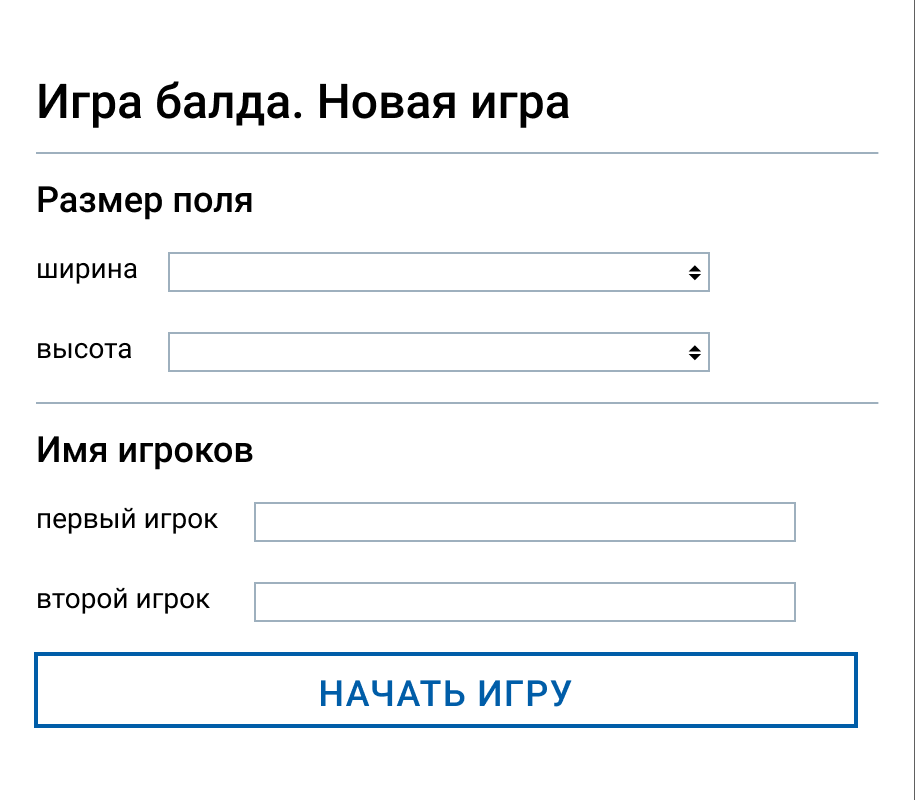 Игра балда. Новая игра
Размер поля
ширина
высота
Имя игроков
первый игрок
второй игрок
НАЧАТЬ ИГРУ